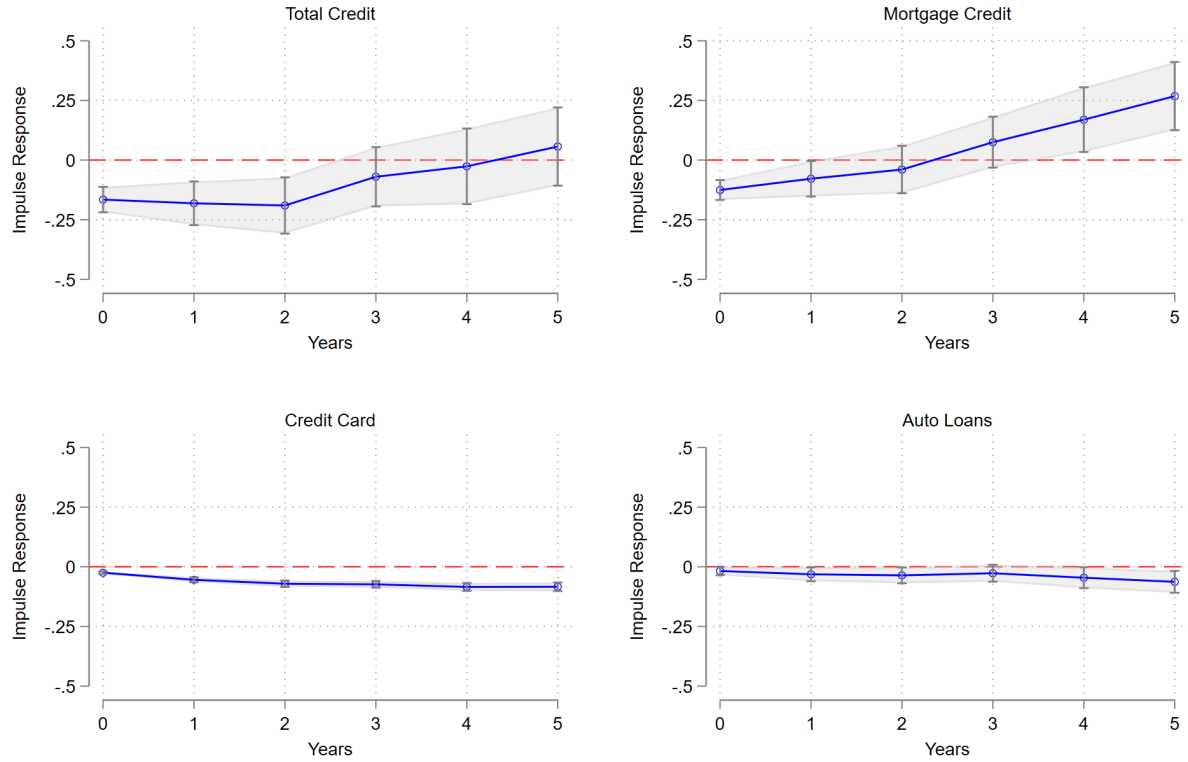 Total Credit
Impulse Response
.5
.25
0
-.25
-.5
0 1 2 3 4 5
Years
Mortgage Credit
Impulse Response
.5
.25
0
-.25
-.5
0 1 2 3 4 5
Years
Credit Card
Impulse Response
.5
.25
0
-.25
-.5
0 1 2 3 4 5
Years
Auto Loans
Impulse Response
.5
.25
0
-.25
-.5
0 1 2 3 4 5
Years